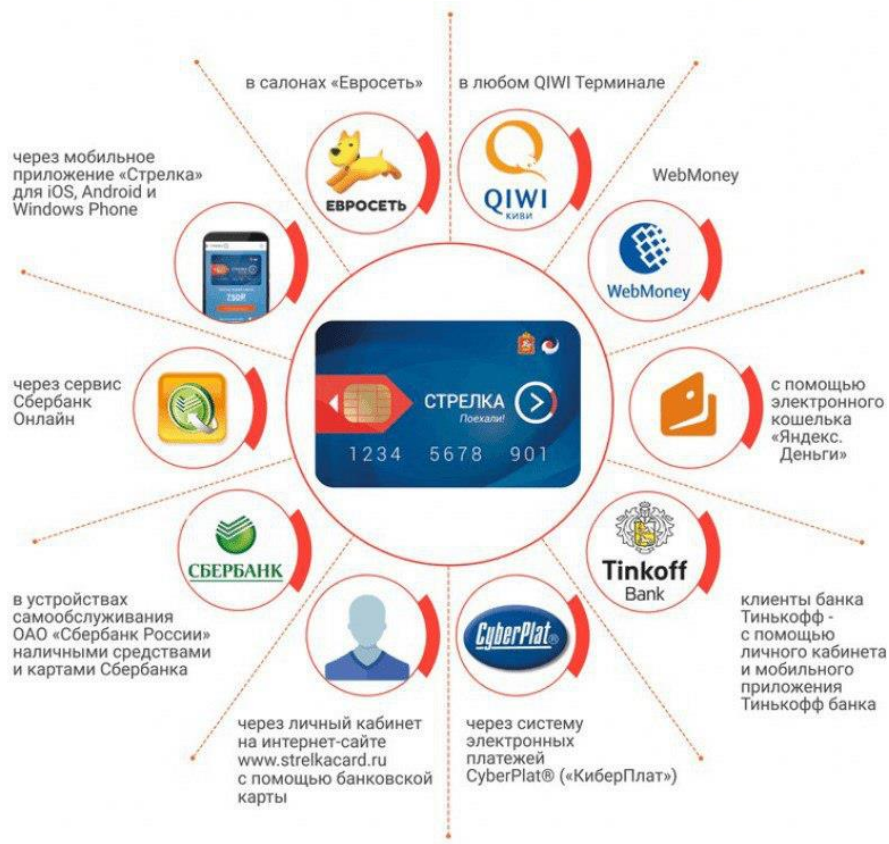 в салонах «Евросеть»
в любом QIWI Терминале
через мобильное
приложение «Стрелка»
для iOS, Android и
Windows Phone
ЕВРОСЕТЬ
QIWI
КИВИ
WebMoney
WebMoney
через сервис
Сбербанк
Онлайн
СТРЕЛКА
Поехали!
1234 5678 901
с помощью
электронного
кошелька
«Яндекс.
Деньги»
СБЕРБАНК
Tinkoff
Bank
CyberPlat®
в устройствах
самообслуживания
ОАО «Сбербанк России»
наличными средствами
и картами Сбербанка
клиенты банка
Тинькофф -
с помощью
личного кабинета
и мобильного
приложения
Тинькофф банка
через личный кабинет
на интернет-сайте
www.strelkacard.ru
с помощью банковской
карты
через систему
электронных
платежей
CyberPlat® («КиберПлат»)